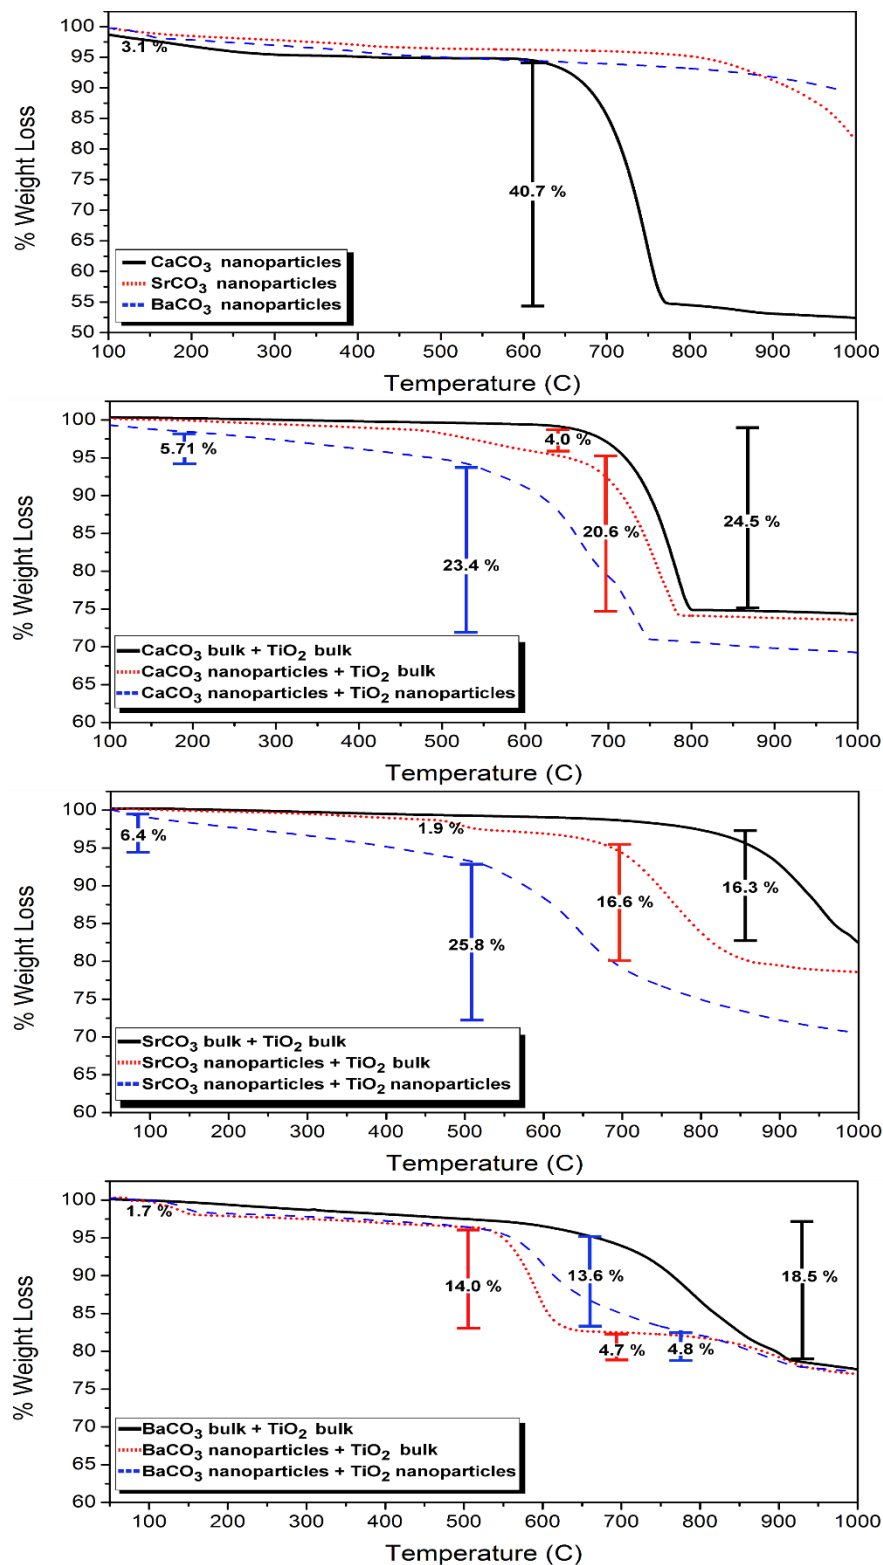 100
95
90
85
80
75
70
65
60
55
50
% Weight Loss
3.1 %
40.7 %
CaCO3 nanoparticles
SrCO3 nanoparticles
BaCO3 nanoparticles
100 200 300 400 500 600 700 800 900 1000
Temperature (C)
100
95
90
85
80
75
70
65
60
% Weight Loss
5.71 %
4.0 %
23.4 %
20.6 %
24.5 %
CaCO3 bulk + TiO2 bulk
CaCO3 nanoparticles + TiO2 bulk
CaCO3 nanoparticles + TiO2 nanoparticles
100 200 300 400 500 600 700 800 900 1000
Temperature (C)
100
95
90
85
80
75
70
65
60
% Weight Loss
6.4 %
1.9 %
25.8 %
16.6 %
16.3 %
SrCO3 bulk + TiO2 bulk
SrCO3 nanoparticles + TiO2 bulk
SrCO3 nanoparticles + TiO2 nanoparticles
100 200 300 400 500 600 700 800 900 1000
Temperature (C)
100
95
90
85
80
75
70
65
60
% Weight Loss
1.7 %
14.0 %
13.6 %
18.5 %
4.7 %
4.8 %
BaCO3 bulk + TiO2 bulk
BaCO3 nanoparticles + TiO2 bulk
BaCO3 nanoparticles + TiO2 nanoparticles
100 200 300 400 500 600 700 800 900 1000
Temperature (C)